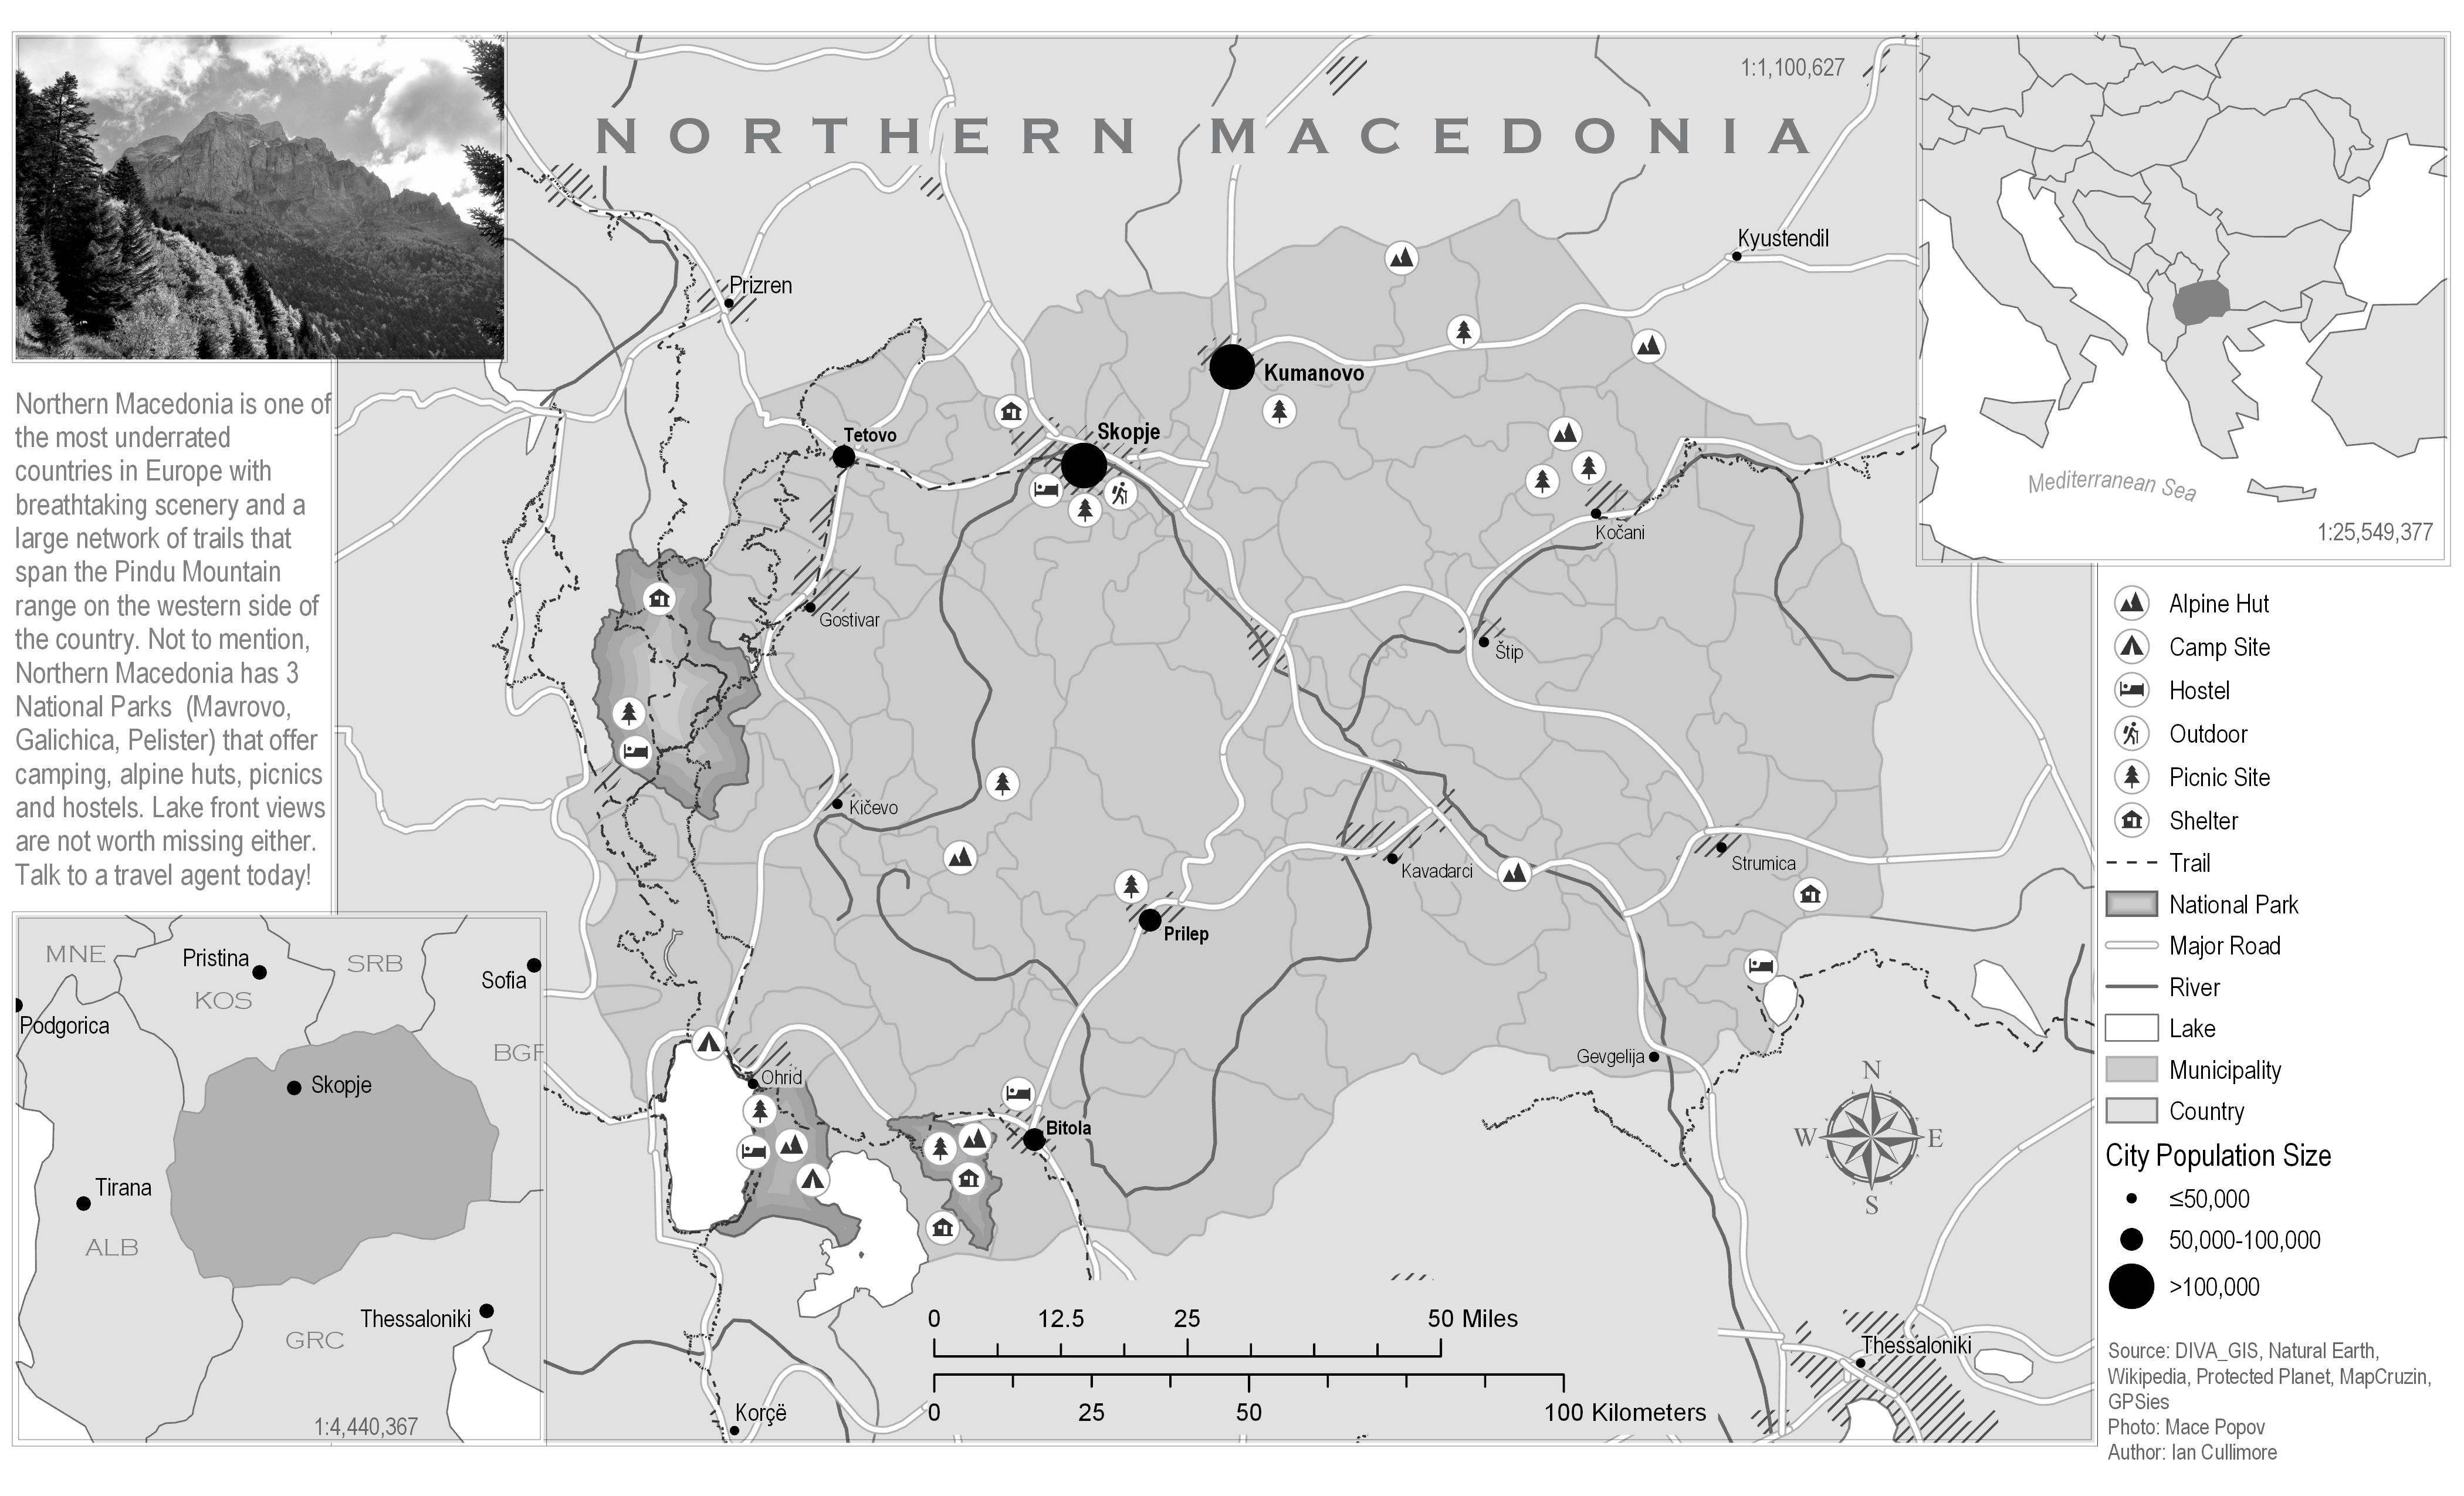 NORTHERN MACEDONIA
1:1,100,627
Northern Macedonia is one of
the most underrated
countries in Europe with
breathtaking scenery and a
large network of trails that
span the Pindu Mountain
range on the western side of
the country. Not to mention,
Northern Macedonia has 3
National Parks (Mavrovo,
Galichica, Pelister) that offer
camping, alpine huts, picnics
and hostels. Lake front views
are not worth missing either.
Talk to a travel agent today!
MNE
Pristina
SRB
KOS
Sofia
Podgorica
BGR
Skopje
Tirana
ALB
Thessaloniki
GRC
1:4,440,367
Kyustendil
Prizren
Kumanovo
Tetovo
Skopje
Kočani
Gostivar
Štip
Kičevo
Kavadarci
Strumica
Prilep
Gevgelija
Ohrid
Bitola
Korçë
Thessaloniki
0 12.5 25 50 Miles
0 25 50 100 Kilometers
Mediterranean Sea
1:25,549,377
Alpine Hut
Camp Site
Hostel
Outdoor
Picnic Site
Shelter
Trail
National Park
Major Road
River
Lake
Municipality
Country
N
W E
S
City Population Size
≤50,000
50,000-100,000
>100,000
Source: DIVA_GIS, Natural Earth,
Wikipedia, Protected Planet, MapCruzin,
GPSies
Photo: Mace Popov
Author: Ian Cullimore